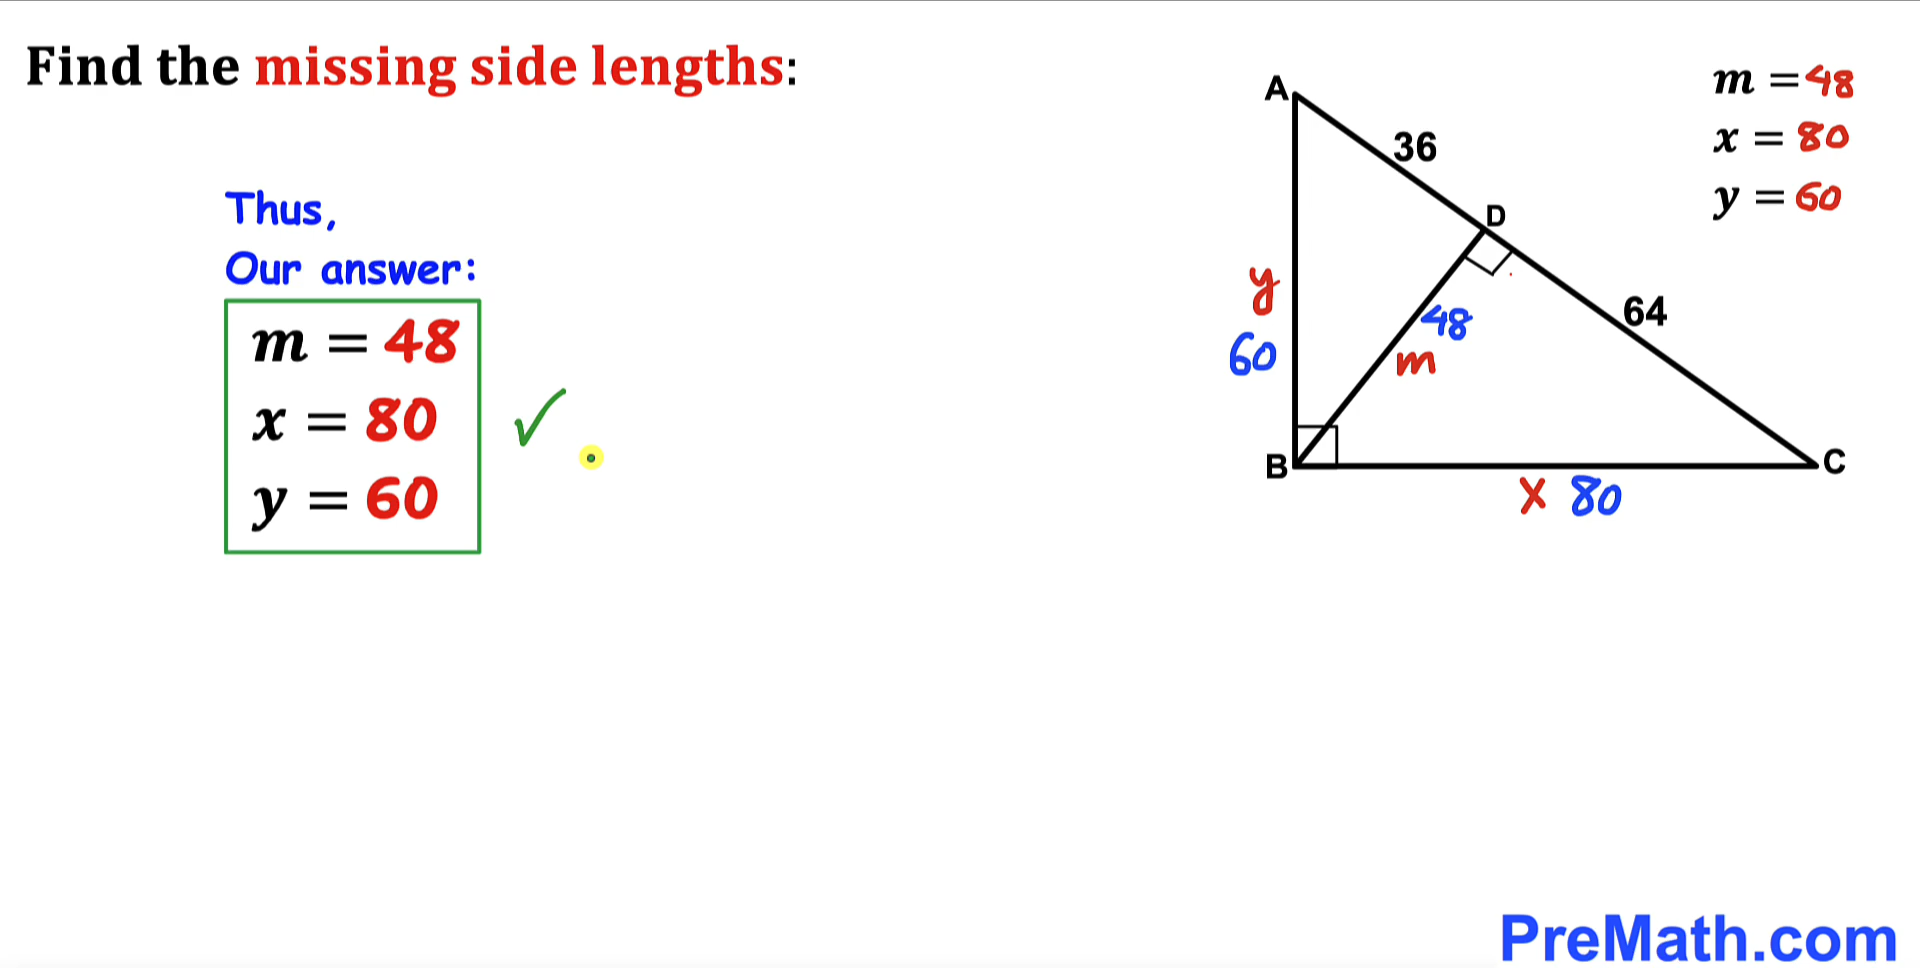 Find the missing side lengths:
Thus,
Our answer:
m = 48
x = 80
y = 60
A
36
D
y
60
48
m
64
B
C
x 80
m = 48
x = 80
y = 60
PreMath.com